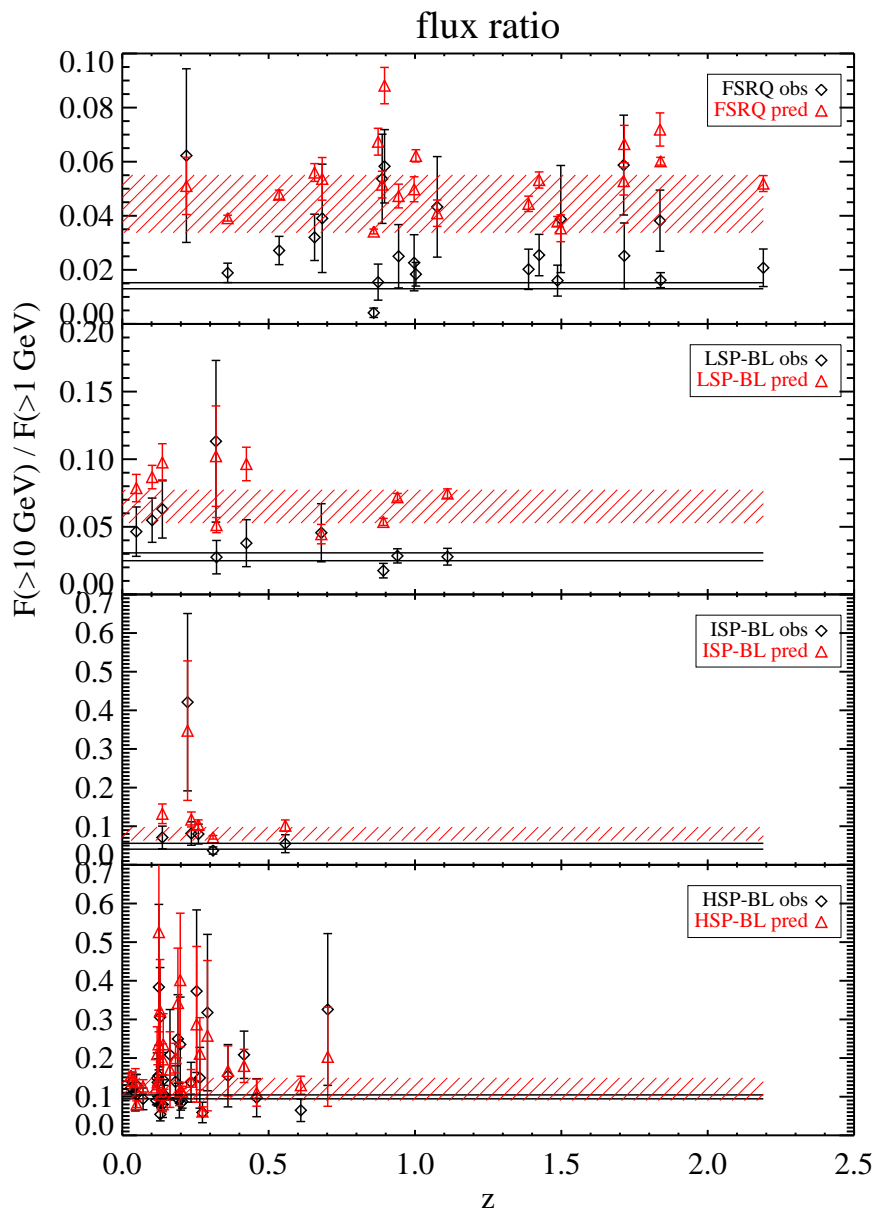 flux ratio
F(>10 GeV) / F(>1 GeV)
0.10
0.08
0.06
0.04
0.02
0.00
FSRQ obs
FSRQ pred
0.20
0.15
0.10
0.05
0.00
LSP-BL obs
LSP-BL pred
0.7
0.6
0.5
0.4
0.3
0.2
0.1
0.0
ISP-BL obs
ISP-BL pred
0.7
0.6
0.5
0.4
0.3
0.2
0.1
0.0
HSP-BL obs
HSP-BL pred
0.0 0.5 1.0 1.5 2.0 2.5
z